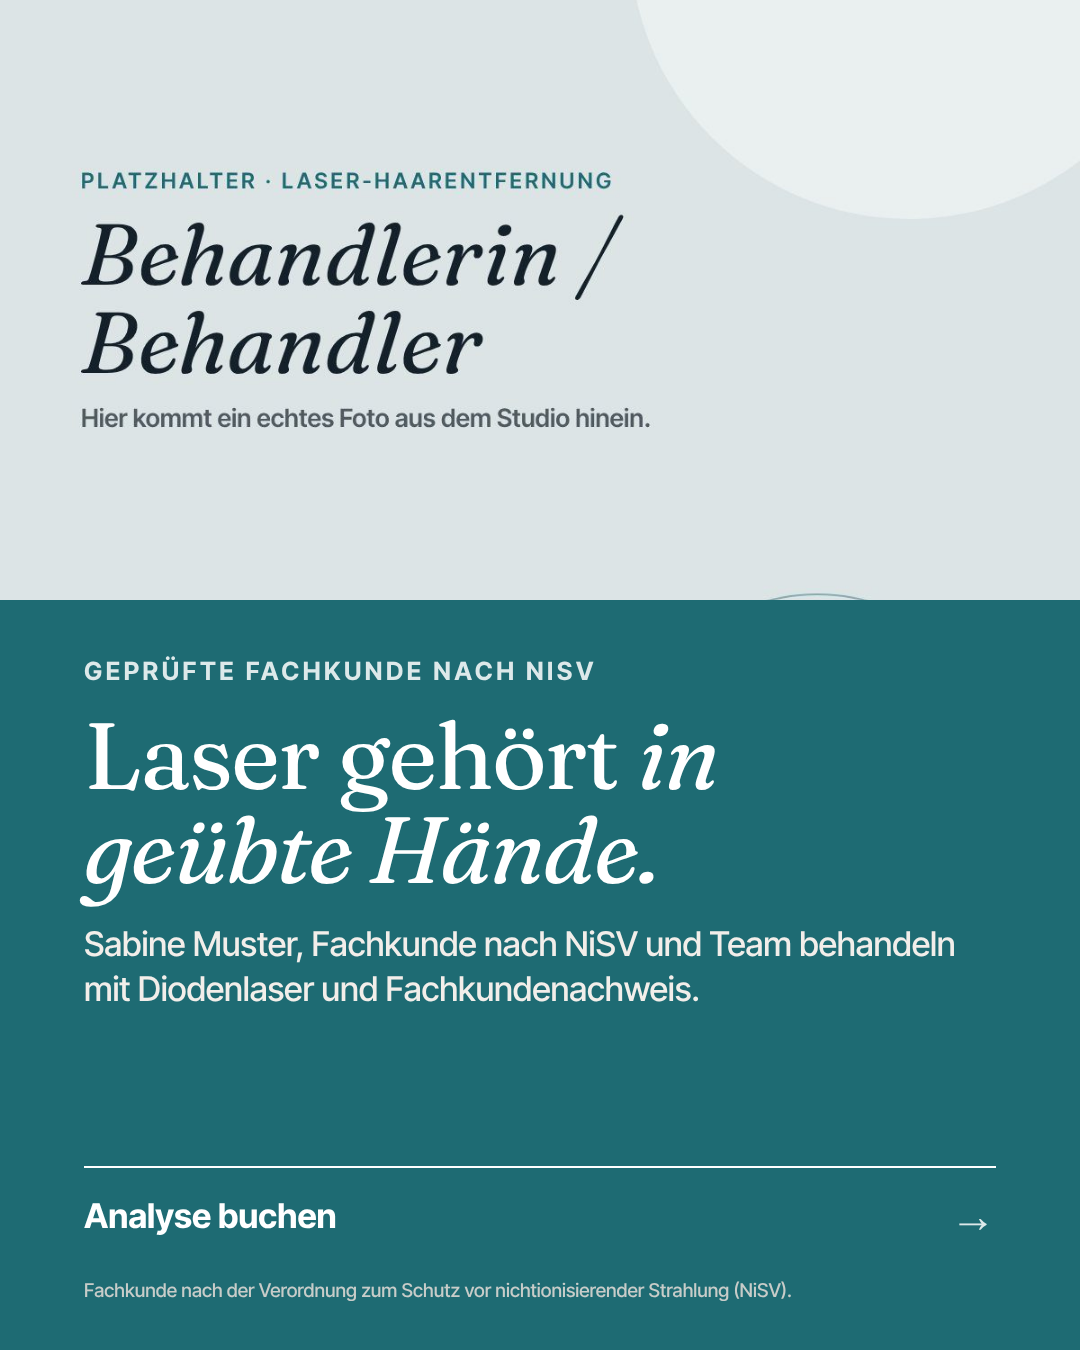 PLATZHALTER · LASER-HAARENTFERNUNG
Behandlerin /
Behandler
Hier kommt ein echtes Foto aus dem Studio hinein.
GEPRÜFTE FACHKUNDE NACH NISV
Laser gehört in
geübte Hände.
Sabine Muster, Fachkunde nach NiSV und Team behandeln
mit Diodenlaser und Fachkundenachweis.
Analyse buchen →
Fachkunde nach der Verordnung zum Schutz vor nichtionisierender Strahlung (NiSV).